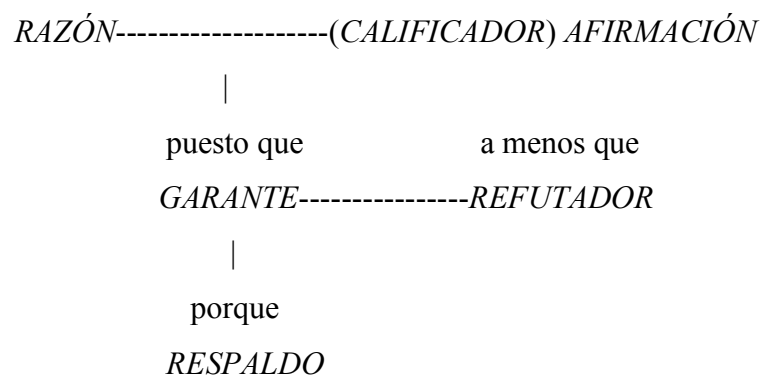 RAZÓN--------------------(CALIFICADOR) AFIRMACIÓN
|
puesto que a menos que
GARANTE----------------REFUTADOR
|
porque
RESPALDO